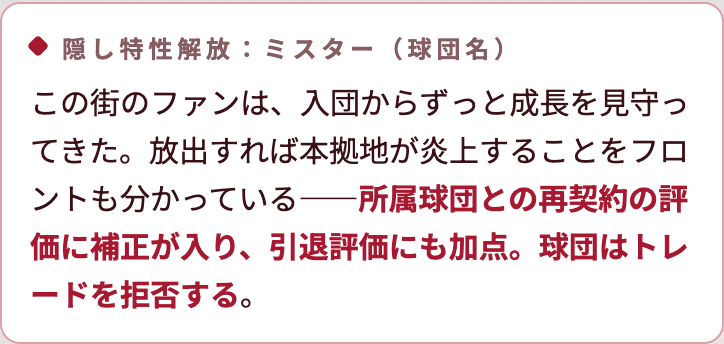 隠し特性解放：ミスター（球団名）
この街のファンは、入団からずっと成長を見守っ
てきた。放出すれば本拠地が炎上することをフロ
ントも分かっている——所属球団との再契約の評
価に補正が入り、引退評価にも加点。球団はトレ
ードを拒否する。